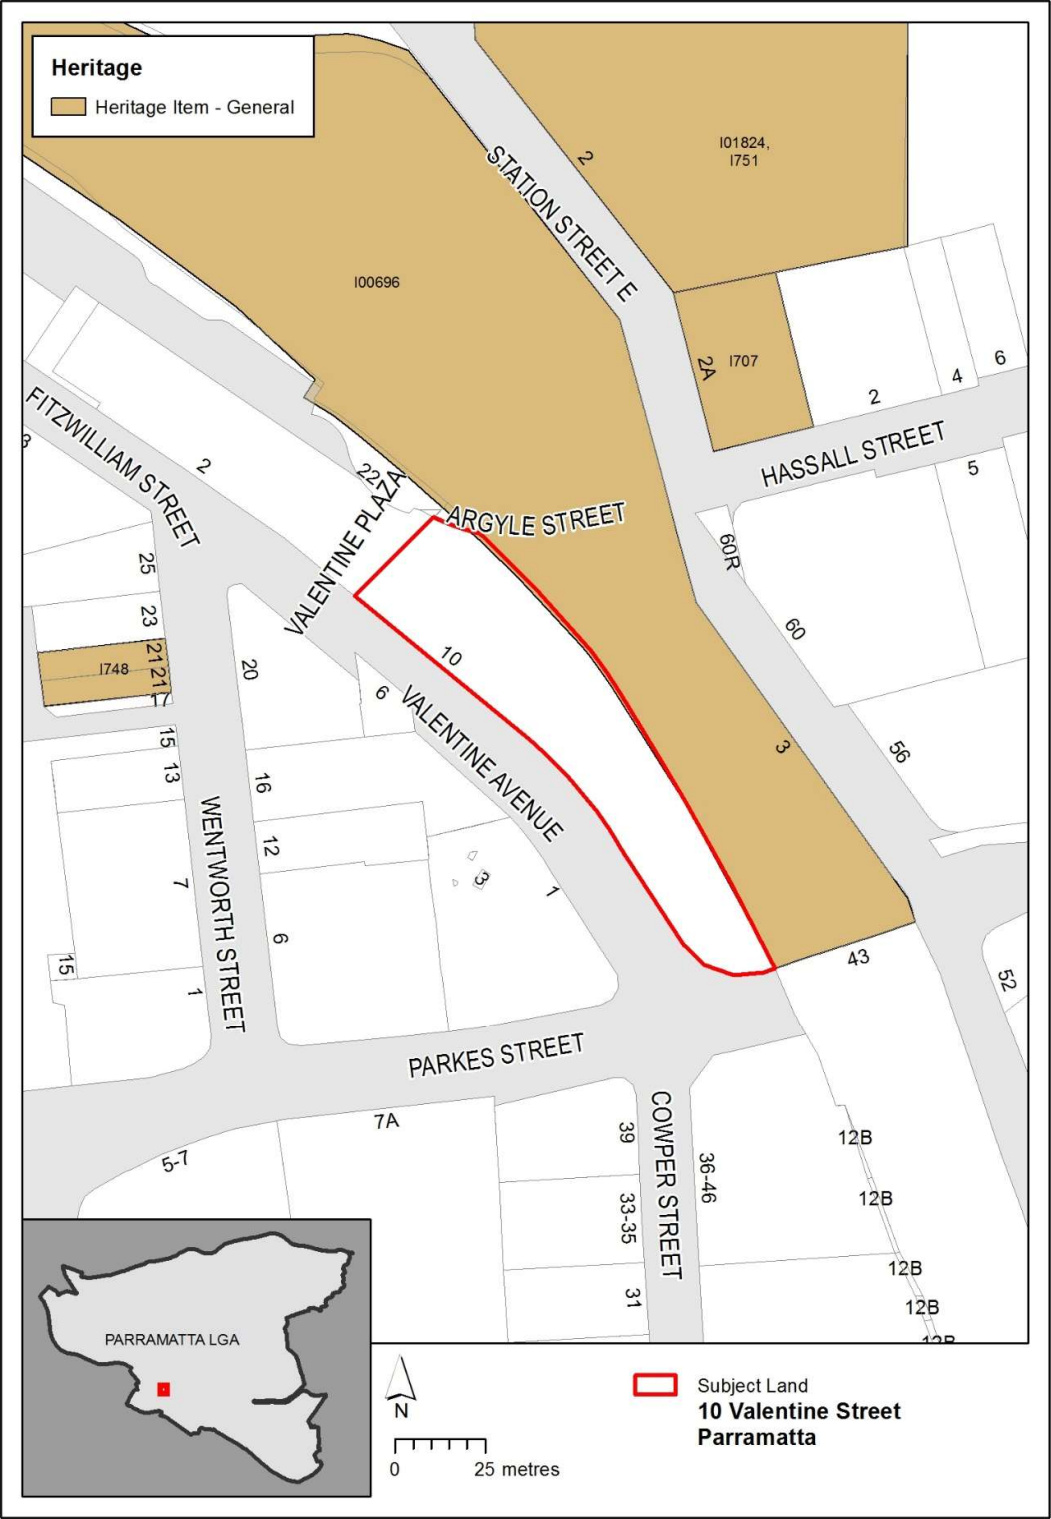 Heritage
Heritage Item - General
I01824,
I751
2
STATION STREET E
I00696
I707
2A
2
4
6
HASSALL STREET
5
FITZWILLIAM STREET
2
22
VALENTINE PLAZA
ARGYLE STREET
60R
60
25
23
21
21
I748
17
20
10
6
VALENTINE AVENUE
3
56
15
13
16
12
WENTWORTH STREET
7
3
1
6
15
1
43
52
PARKES STREET
7A
5-7
COWPER STREET
39
33-35
31
36-46
12B
12B
12B
12B
PARRAMATTA LGA
N
0
25 metres
Subject Land
10 Valentine Street
Parramatta